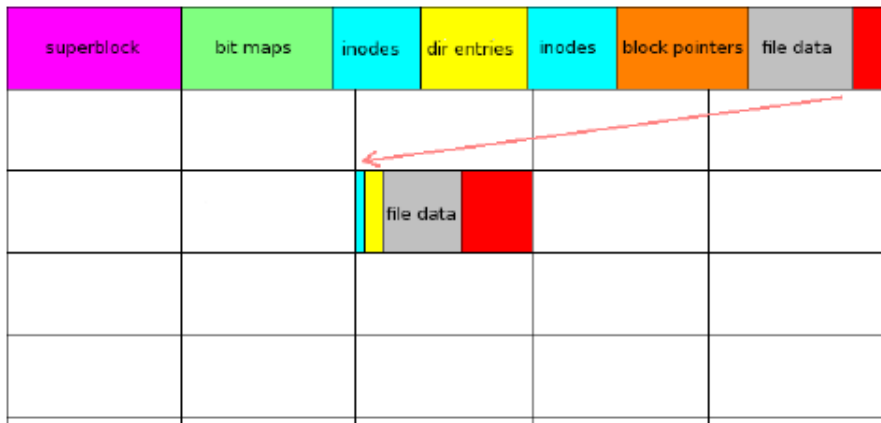 superblock bit maps inodes dir entries inodes block pointers file data
file data